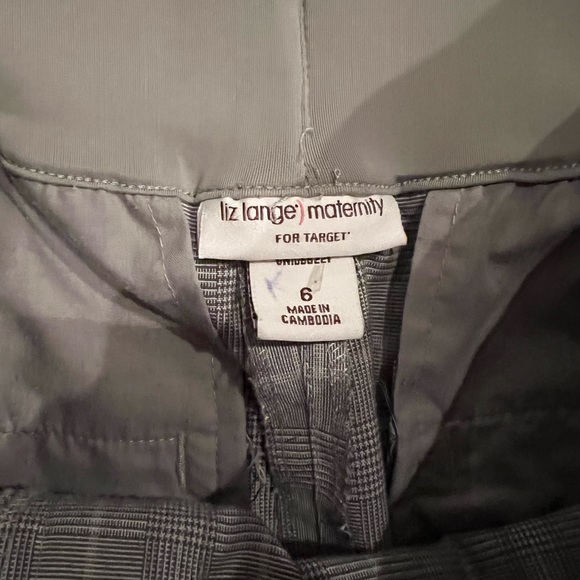 liz lange) maternity
FOR TARGET
6
MADE IN
CAMBODIA